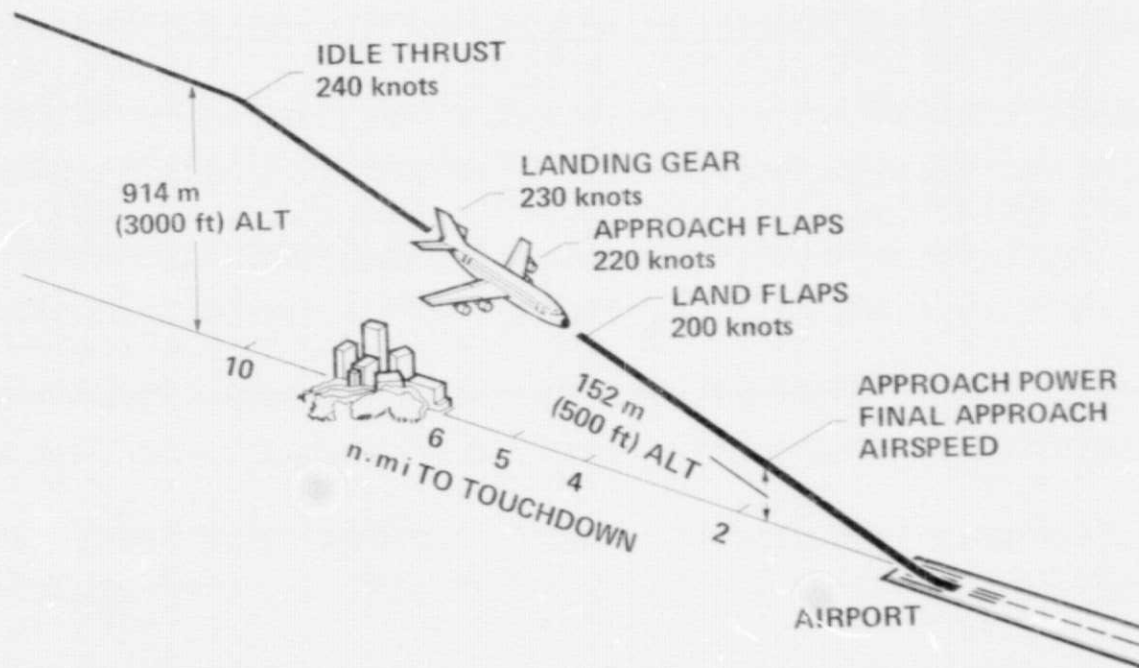 IDLE THRUST
240 knots
914 m
(3000 ft) ALT
LANDING GEAR
230 knots
APPROACH FLAPS
220 knots
LAND FLAPS
200 knots
APPROACH POWER
FINAL APPROACH
AIRSPEED
152 m
(500 ft) ALT
10
6
5
4
2
n.mi TO TOUCHDOWN
AIRPORT